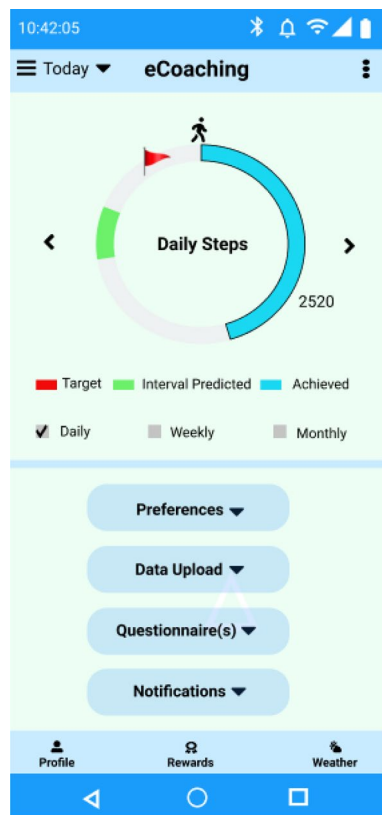 10:42:05
Today eCoaching
Daily Steps
2520
Target Interval Predicted Achieved
Daily Weekly Monthly
Preferences
Data Upload
Questionnaire(s)
Notifications
Profile Rewards Weather